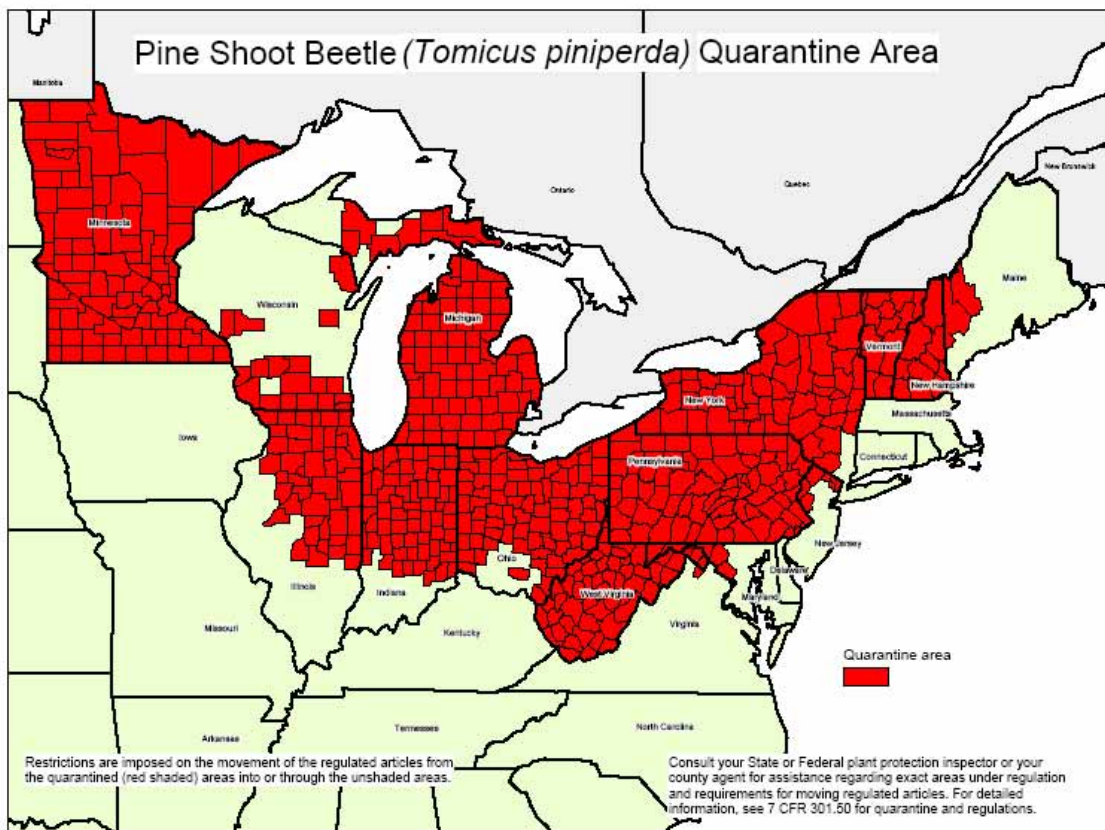 Pine Shoot Beetle (Tomicus piniperda) Quarantine Area
Manitoba
New Brunswick
Ontario
Quebec
Minnesota
Maine
Wisconsin
Michigan
Vermont
New Hampshire
New York
Massachusetts
Iowa
Connecticut
Pennsylvania
New Jersey
Ohio
Delaware
Illinois
Indiana
West Virginia
Maryland
Missouri
Kentucky
Virginia
Quarantine area
Tennessee
North Carolina
Arkansas
Restrictions are imposed on the movement of the regulated articles from
the quarantined (red shaded) areas into or through the unshaded areas.
Consult your State or Federal plant protection inspector or your
county agent for assistance regarding exact areas under regulation
and requirements for moving regulated articles. For detailed
information, see 7 CFR 301.50 for quarantine and regulations.